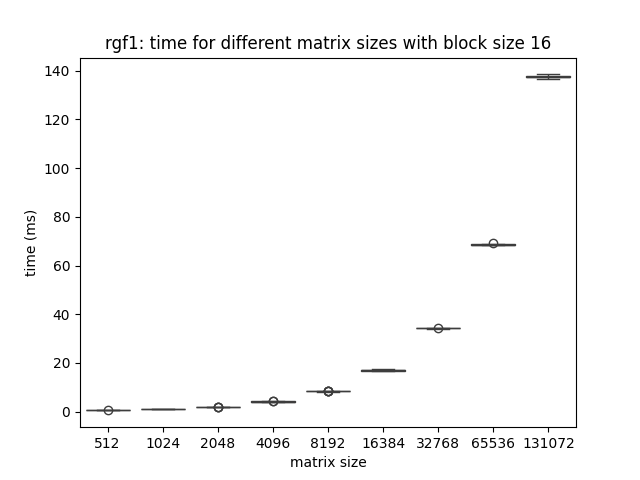 rgf1: time for different matrix sizes with block size 16
140
120
100
80
60
40
20
0
time (ms)
512 1024 2048 4096 8192 16384 32768 65536 131072
matrix size